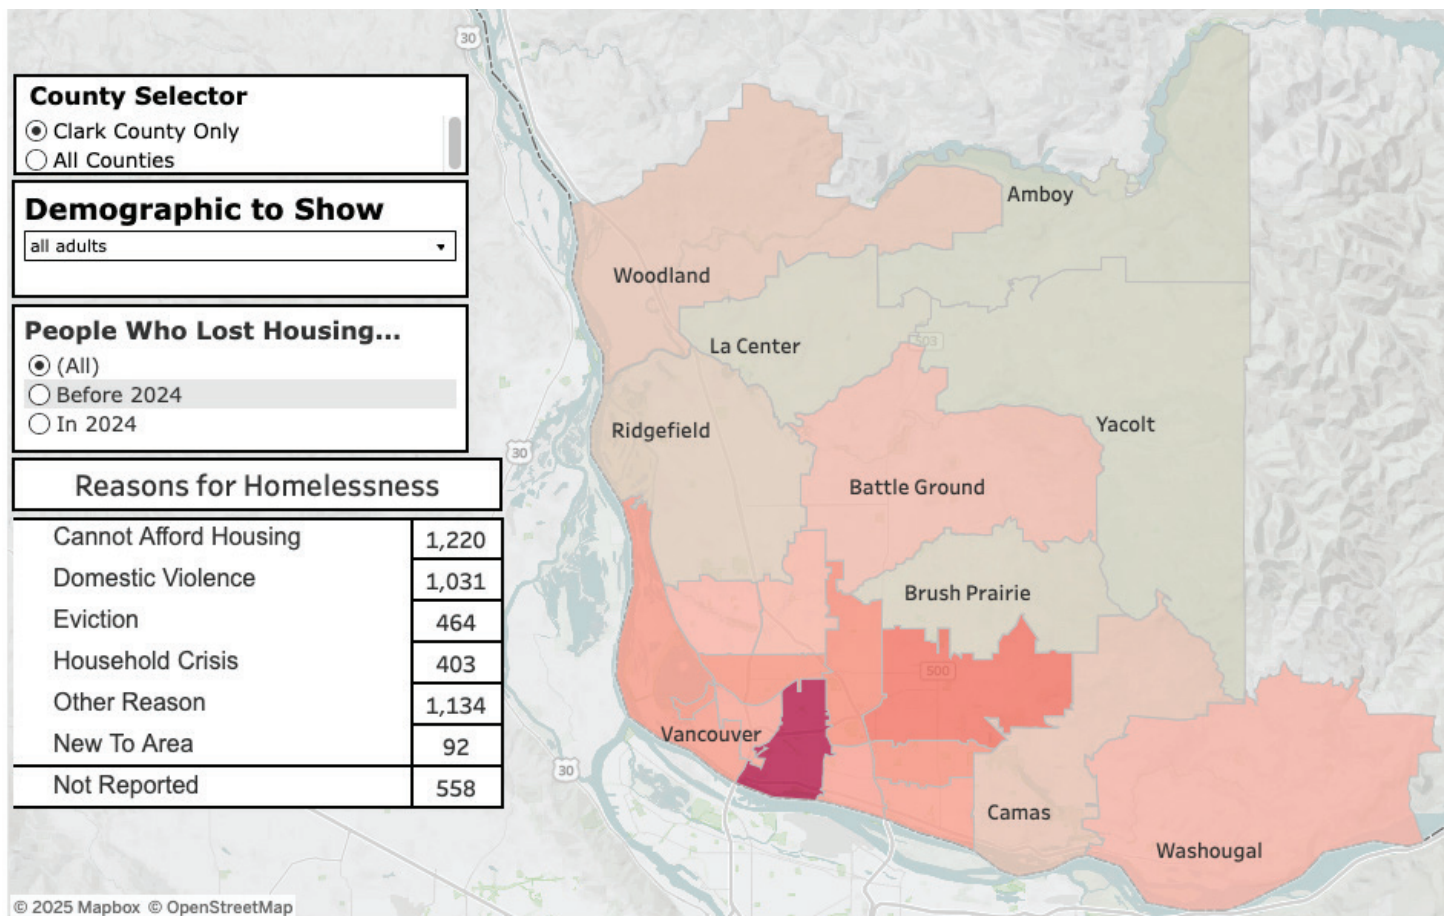 County Selector
Clark County Only
All Counties
Demographic to Show
all adults
People Who Lost Housing...
(All)
Before 2024
In 2024
Reasons for Homelessness
Cannot Afford Housing 1,220
Domestic Violence 1,031
Eviction 464
Household Crisis 403
Other Reason 1,134
New To Area 92
Not Reported 558
30
Amboy
Woodland
La Center
503
Ridgefield
Yacolt
30
Battle Ground
Brush Prairie
500
Vancouver
30
Camas
Washougal
© 2025 Mapbox © OpenStreetMap